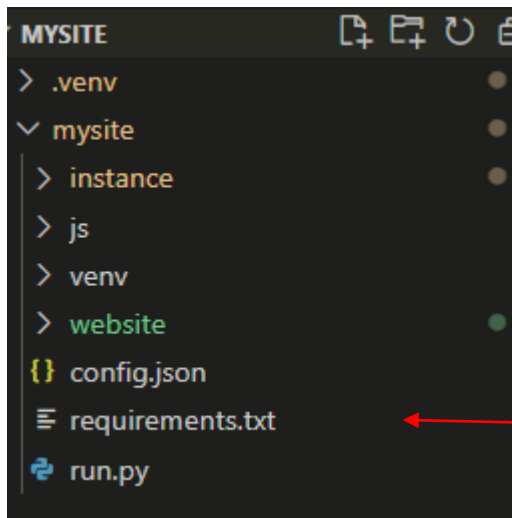 MYSITE
.venv
mysite
instance
js
venv
website
{} config.json
requirements.txt
run.py